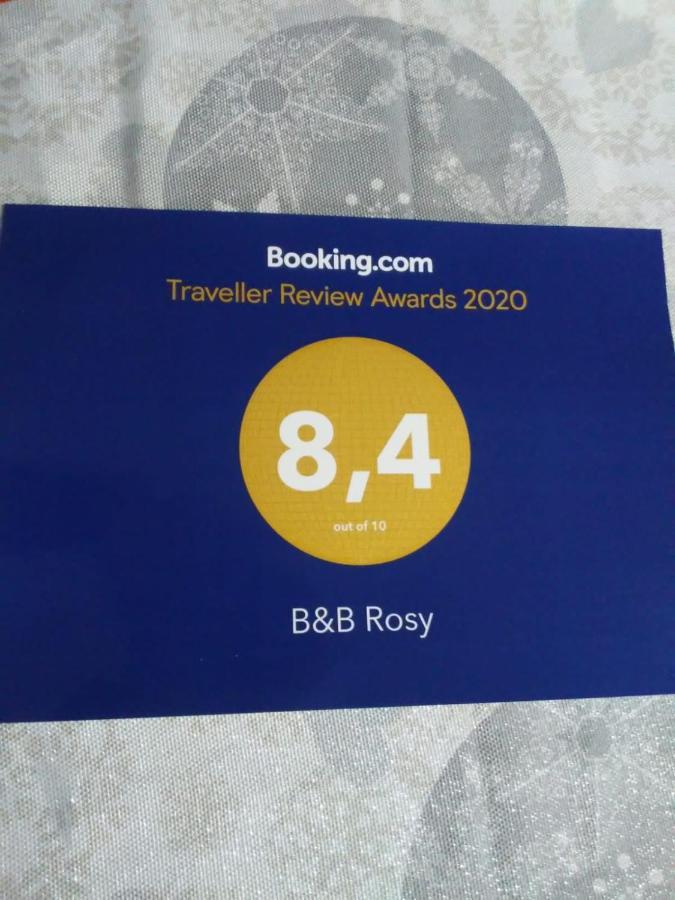 Booking.com
Traveller Review Awards 2020
8,4
out of 10
B&B Rosy